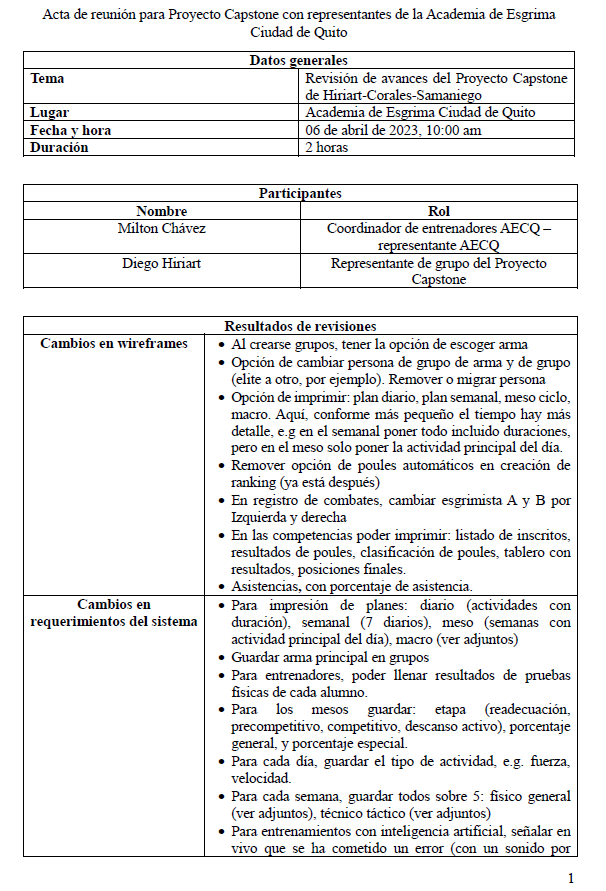 Acta de reunión para Proyecto Capstone con representantes de la Academia de Esgrima
Ciudad de Quito
Datos generales
Tema
Revisión de avances del Proyecto Capstone
de Hiriart-Corales-Samaniego
Lugar
Academia de Esgrima Ciudad de Quito
Fecha y hora
06 de abril de 2023, 10:00 am
Duración
2 horas
Participantes
Nombre
Rol
Milton Chávez
Coordinador de entrenadores AECQ –
representante AECQ
Diego Hiriart
Representante de grupo del Proyecto
Capstone
Resultados de revisiones
Cambios en wireframes
• Al crearse grupos, tener la opción de escoger arma
• Opción de cambiar persona de grupo de arma y de grupo
(elite a otro, por ejemplo). Remover o migrar persona
• Opción de imprimir: plan diario, plan semanal, meso ciclo,
macro. Aquí, conforme más pequeño el tiempo hay más
detalle, e.g en el semanal poner todo incluido duraciones,
pero en el meso solo poner la actividad principal del día.
• Remover opción de poules automáticos en creación de
ranking (ya está después)
• En registro de combates, cambiar esgrimista A y B por
Izquierda y derecha
• En las competencias poder imprimir: listado de inscritos,
resultados de poules, clasificación de poules, tablero con
resultados, posiciones finales.
• Asistencias, con porcentaje de asistencia.
Cambios en
requerimientos del sistema
• Para impresión de planes: diario (actividades con
duración), semanal (7 diarios), meso (semanas con
actividad principal del día), macro (ver adjuntos)
• Guardar arma principal en grupos
• Para entrenadores, poder llenar resultados de pruebas
físicas de cada alumno.
• Para los mesos guardar: etapa (readecuación,
precompetitivo, competitivo, descanso activo), porcentaje
general, y porcentaje especial.
• Para cada día, guardar el tipo de actividad, e.g. fuerza,
velocidad.
• Para cada semana, guardar todos sobre 5: físico general
(ver adjuntos), técnico táctico (ver adjuntos)
• Para entrenamientos con inteligencia artificial, señalar en
vivo que se ha cometido un error (con un sonido por
1